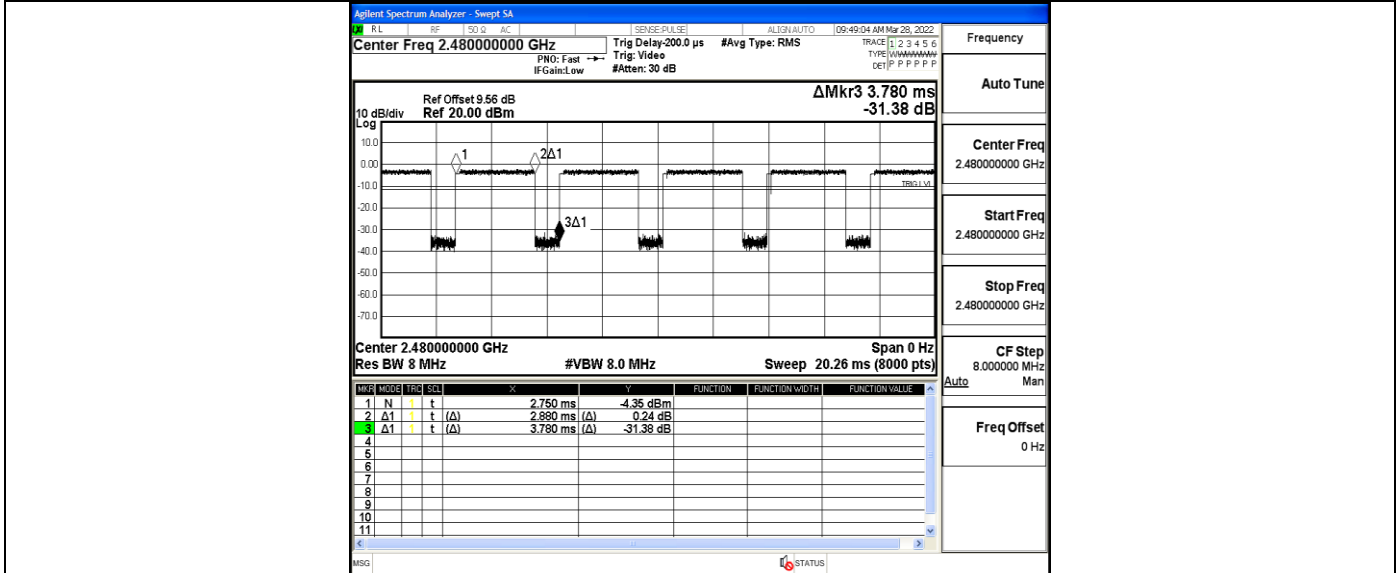 Agilent Spectrum Analyzer - Swept SA
RL RF 50 Ω AC SENSE:PULSE ALIGN AUTO 09:49:04 AM Mar 28, 2022
Center Freq 2.480000000 GHz Trig Delay-200.0 µs #Avg Type: RMS TRACE 1 2 3 4 5 6
PNO: Fast Trig: Video TYPE
IFGain:Low #Atten: 30 dB DET P P P P P P
Frequency
ΔMkr3 3.780 ms
-31.38 dB
Ref Offset 9.56 dB
10 dB/div Ref 20.00 dBm
Log
10.0
0.00
-10.0
-20.0
-30.0
-40.0
-50.0
-60.0
-70.0
1
2Δ1
3Δ1
TRIG LVL
Center 2.480000000 GHz Span 0 Hz
Res BW 8 MHz #VBW 8.0 MHz Sweep 20.26 ms (8000 pts)
MKR MODE TRC SCL X Y FUNCTION FUNCTION WIDTH FUNCTION VALUE
1 N 1 t 2.750 ms -4.35 dBm
2 Δ1 1 t (Δ) 2.880 ms (Δ) 0.24 dB
3 Δ1 1 t (Δ) 3.780 ms (Δ) -31.38 dB
4
5
6
7
8
9
10
11
MSG STATUS
Auto Tune
Center Freq
2.480000000 GHz
Start Freq
2.480000000 GHz
Stop Freq
2.480000000 GHz
CF Step
8.000000 MHz
Auto Man
Freq Offset
0 Hz